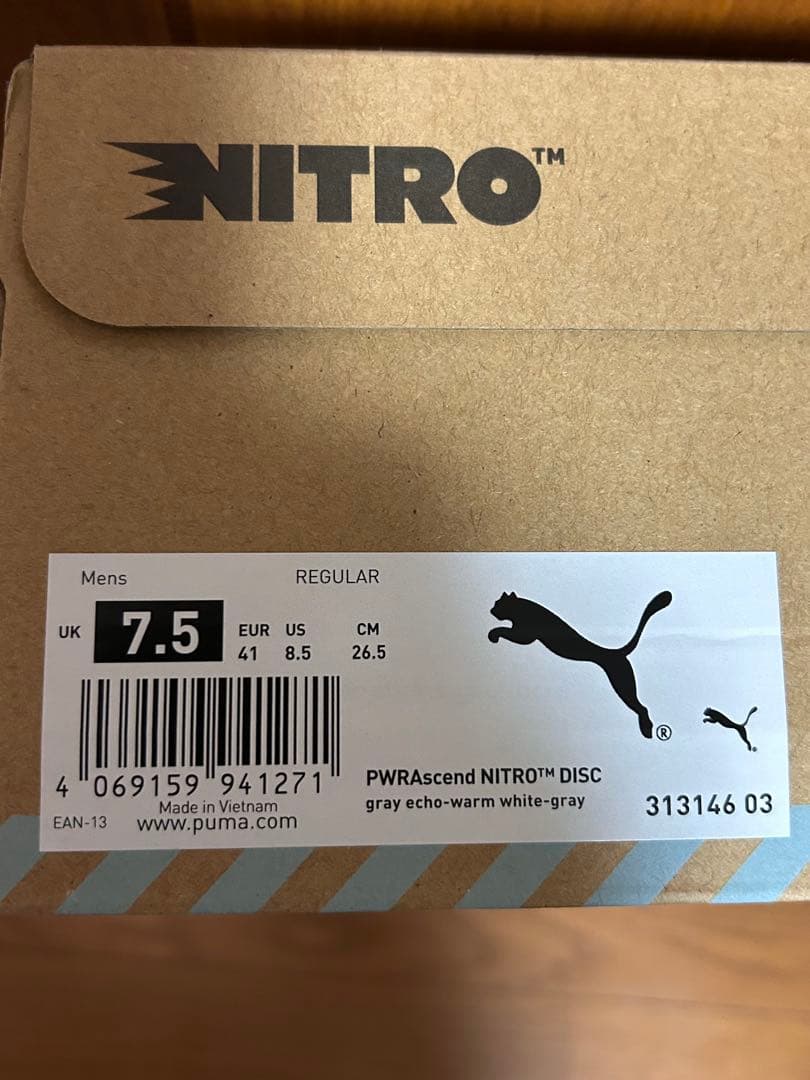 NITRO™
Mens REGULAR
UK 7.5 EUR US CM
41 8.5 26.5
4 069159 941271
Made in Vietnam
EAN-13 www.puma.com
®
PWRAscend NITRO™ DISC
gray echo-warm white-gray
313146 03